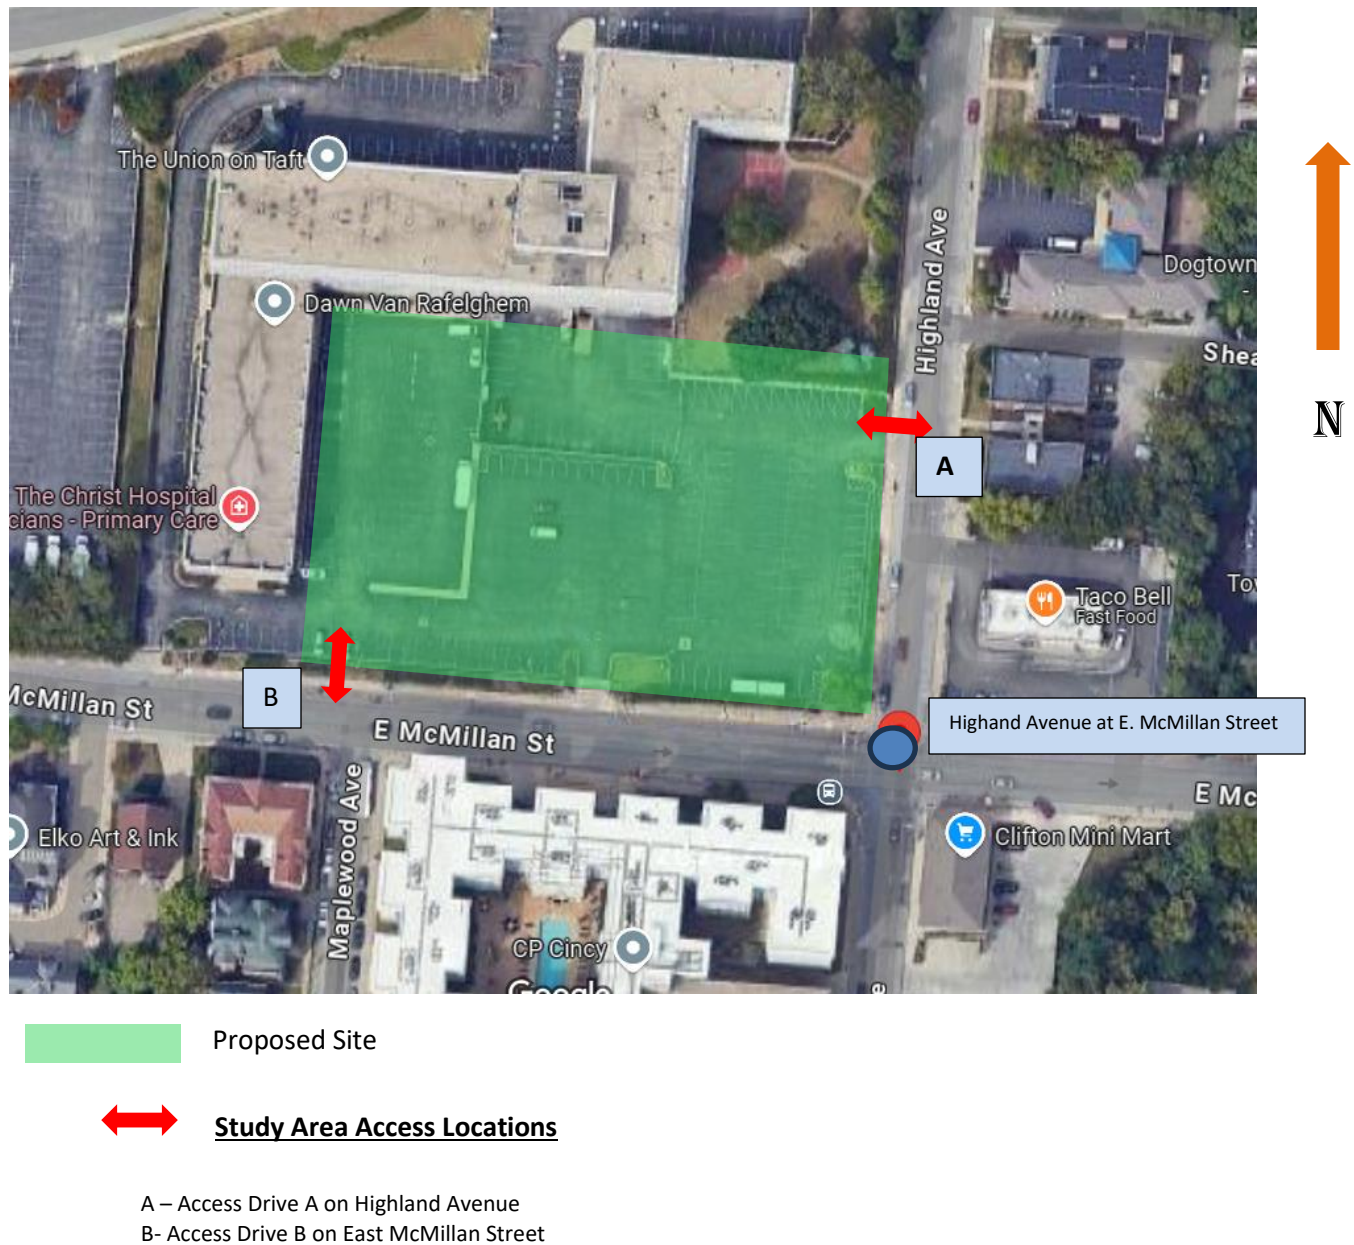 The Union on Taft
Dawn Van Rafelghem
Highland Ave
Dogtown
-
Shea
N
A
The Christ Hospital
cians - Primary Care
Taco Bell
Fast Food
Tov
B
McMillan St
E McMillan St
Highand Avenue at E. McMillan Street
E Mc
Maplewood Ave
Elko Art & Ink
Clifton Mini Mart
CP Cincy
Google
e
Proposed Site
Study Area Access Locations
A – Access Drive A on Highland Avenue
B- Access Drive B on East McMillan Street